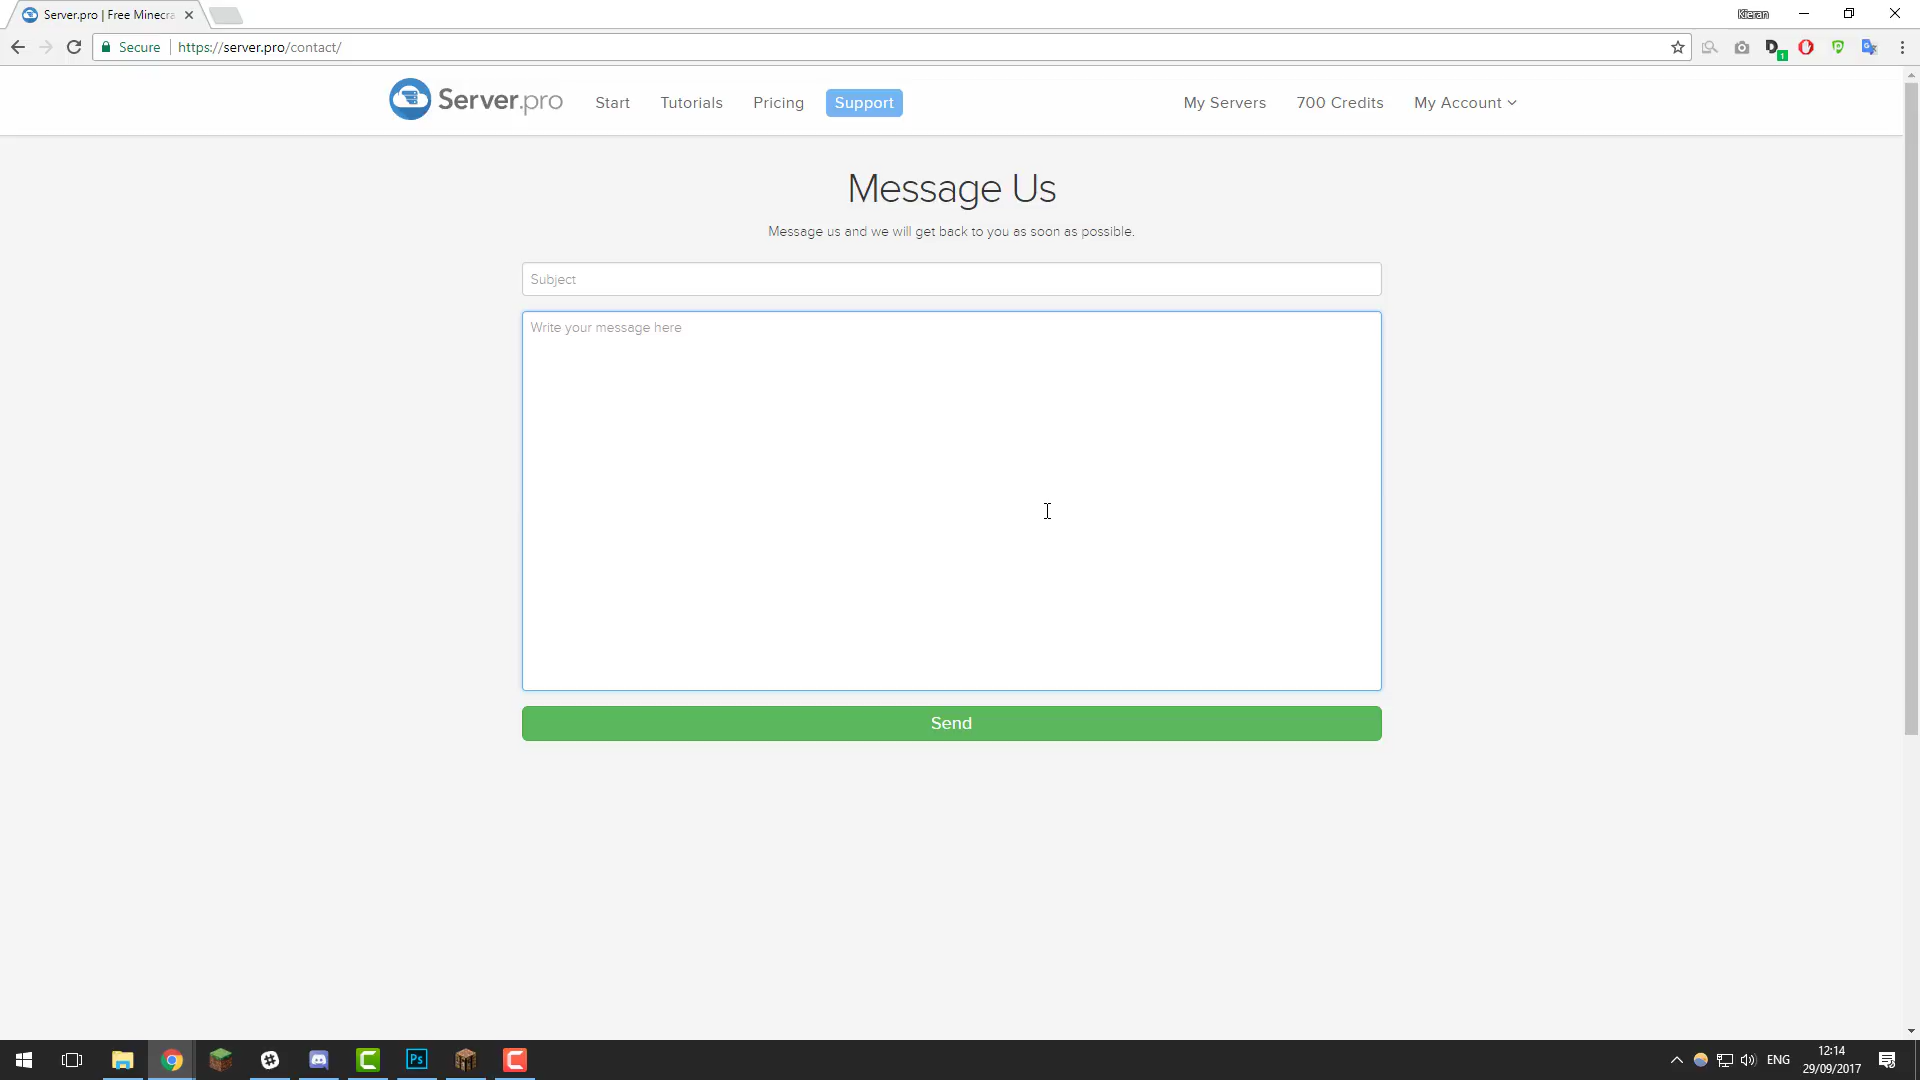 Server.pro | Free Minecra
Kieran
Secure
https://server.pro/contact/
1
Server.pro
Start
Tutorials
Pricing
Support
My Servers
700 Credits
My Account
Message Us
Message us and we will get back to you as soon as possible.
Subject
Write your message here
Send
Ps
ENG
12:14
29/09/2017